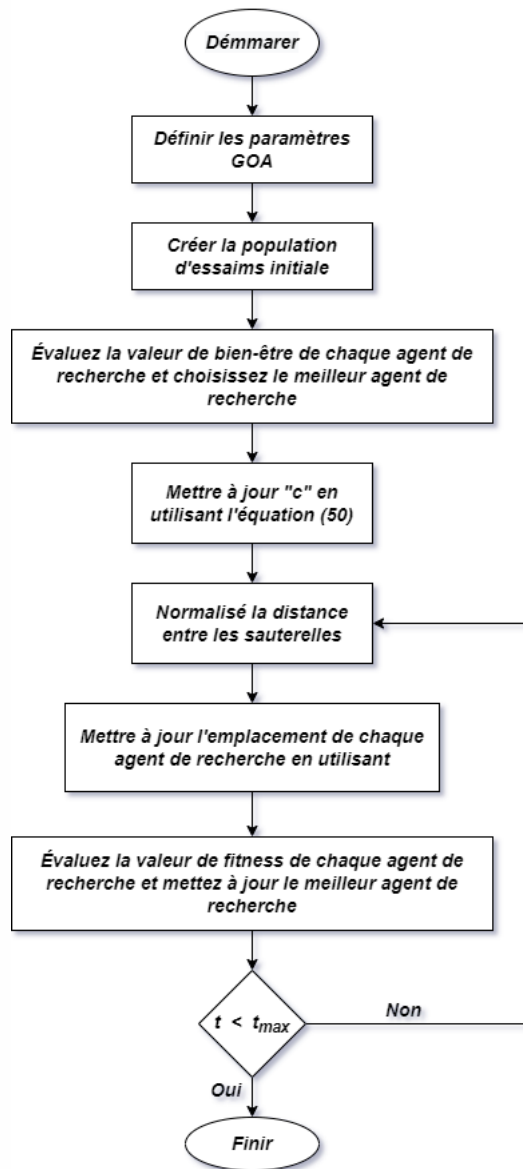 Démmarer
Définir les paramètres
GOA
Créer la population
d'essaims initiale
Évaluez la valeur de bien-être de chaque agent de
recherche et choisissez le meilleur agent de
recherche
Mettre à jour "c" en
utilisant l'équation (50)
Normalisé la distance
entre les sauterelles
Mettre à jour l'emplacement de chaque
agent de recherche en utilisant
Évaluez la valeur de fitness de chaque agent de
recherche et mettez à jour le meilleur agent de
recherche
t < tmax
Non
Oui
Finir